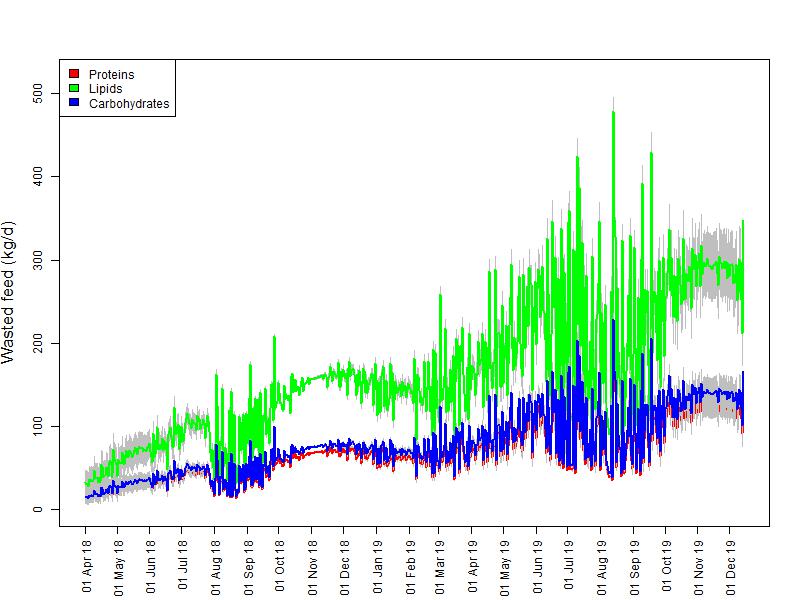 Proteins
Lipids
Carbohydrates
Wasted feed (kg/d)
500
400
300
200
100
0
01 Apr 18
01 May 18
01 Jun 18
01 Jul 18
01 Aug 18
01 Sep 18
01 Oct 18
01 Nov 18
01 Dec 18
01 Jan 19
01 Feb 19
01 Mar 19
01 Apr 19
01 May 19
01 Jun 19
01 Jul 19
01 Aug 19
01 Sep 19
01 Oct 19
01 Nov 19
01 Dec 19